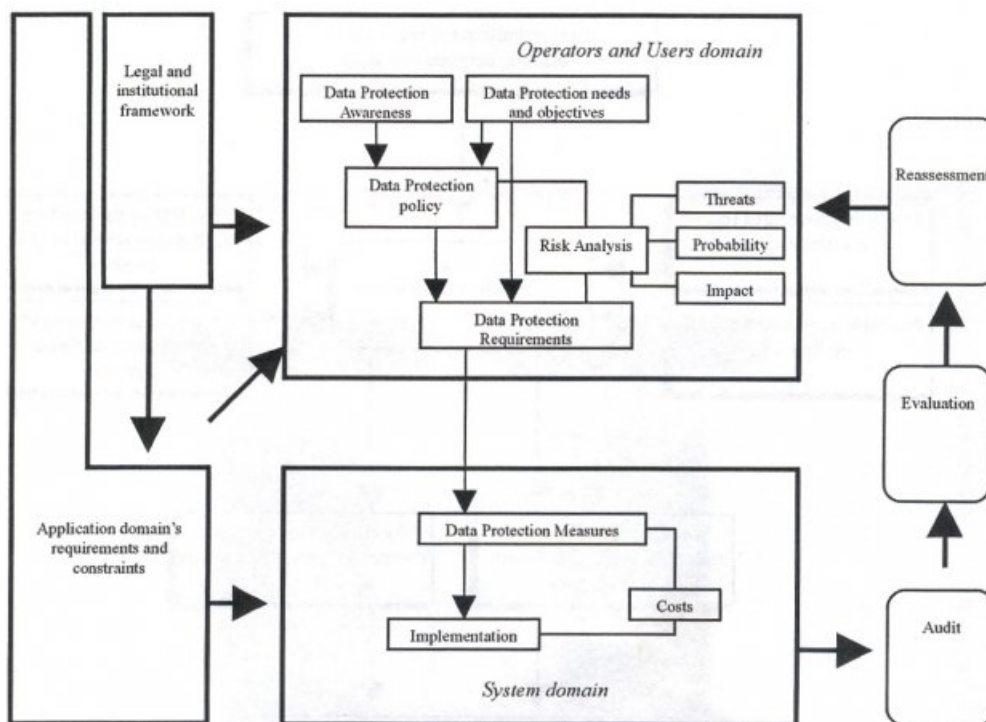 Legal and
institutional
framework
Operators and Users domain
Data Protection
Awareness
Data Protection needs
and objectives
Data Protection
policy
Threats
Risk Analysis
Probability
Impact
Data Protection
Requirements
Reassessment
Evaluation
Application domain's
requirements and
constraints
Data Protection Measures
Costs
Implementation
Audit
System domain